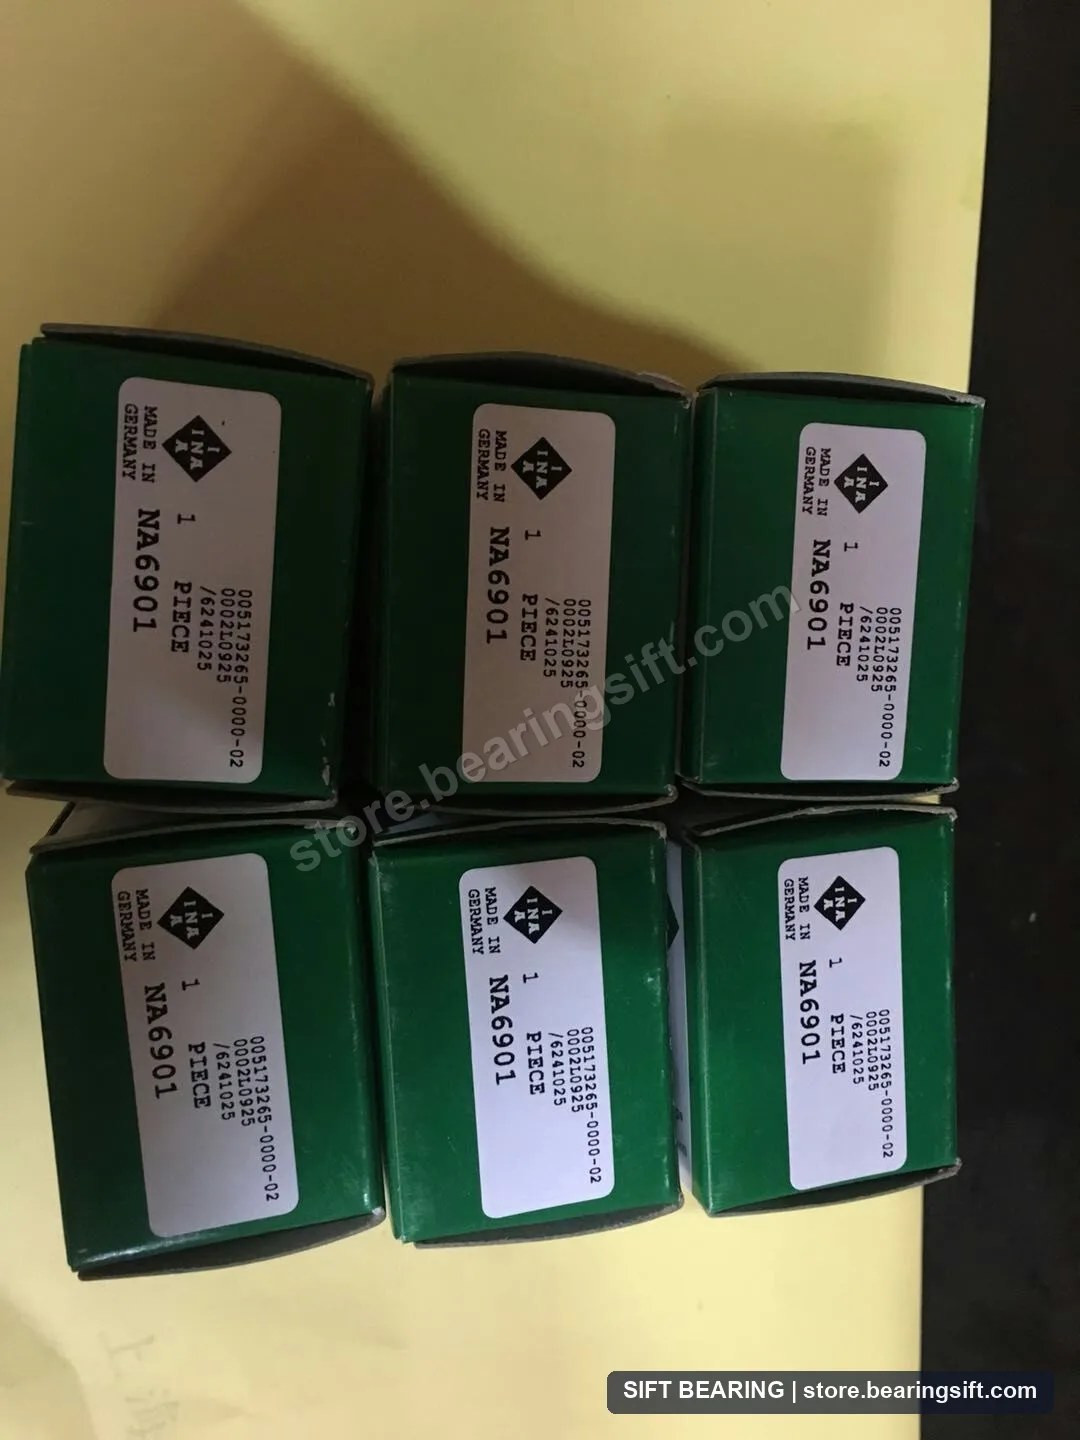 I
INA
A
MADE IN
GERMANY
1 PIECE
NA6901
005173265-0000-02
0002L0925
/6241025
I
INA
A
MADE IN
GERMANY
1 PIECE
NA6901
005173265-0000-02
0002L0925
/6241025
I
INA
A
MADE IN
GERMANY
1 PIECE
NA6901
005173265-0000-02
0002L0925
/6241025
store.bearingsift.com
I
INA
A
MADE IN
GERMANY
1 PIECE
NA6901
005173265-0000-02
0002L0925
/6241025
I
INA
A
MADE IN
GERMANY
1 PIECE
NA6901
005173265-0000-02
0002L0925
/6241025
I
INA
A
MADE IN
GERMANY
1 PIECE
NA6901
005173265-0000-02
0002L0925
/6241025
SIFT BEARING | store.bearingsift.com